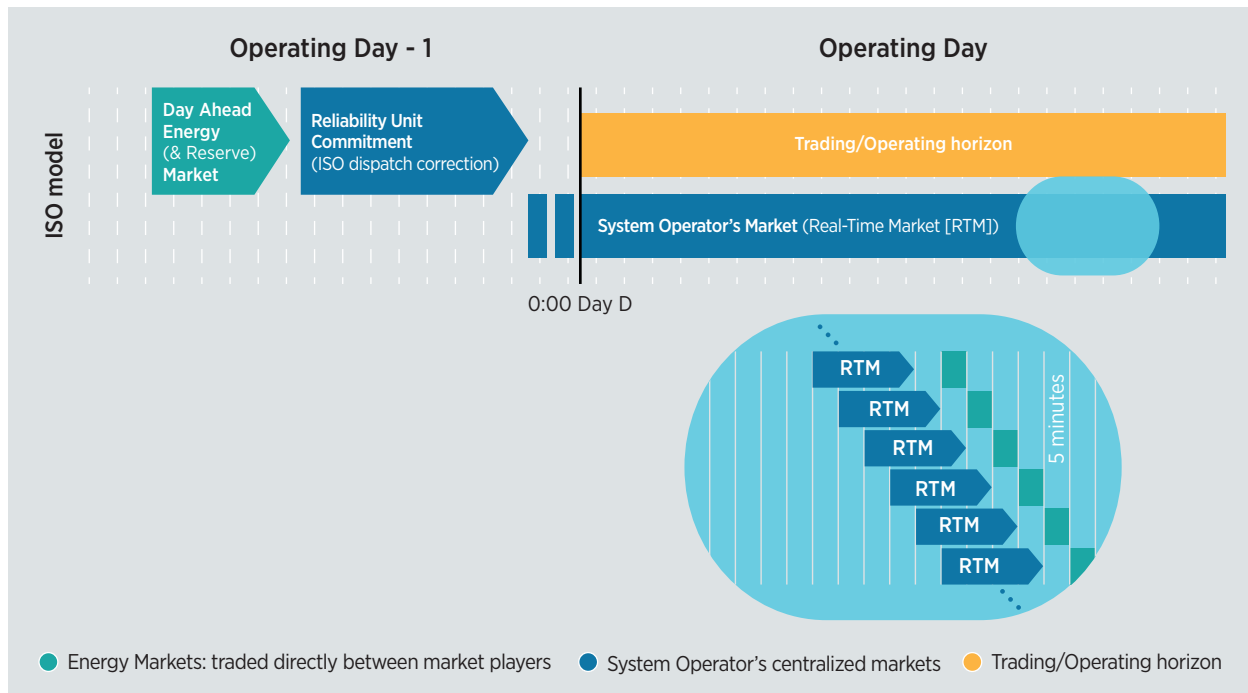 Operating Day - 1
Operating Day
ISO model
Day Ahead
Energy
(& Reserve)
Market
Reliability Unit
Commitment
(ISO dispatch correction)
Trading/Operating horizon
System Operator's Market (Real-Time Market [RTM])
0:00 Day D
RTM
RTM
RTM
RTM
RTM
RTM
5 minutes
Energy Markets: traded directly between market players
System Operator's centralized markets
Trading/Operating horizon